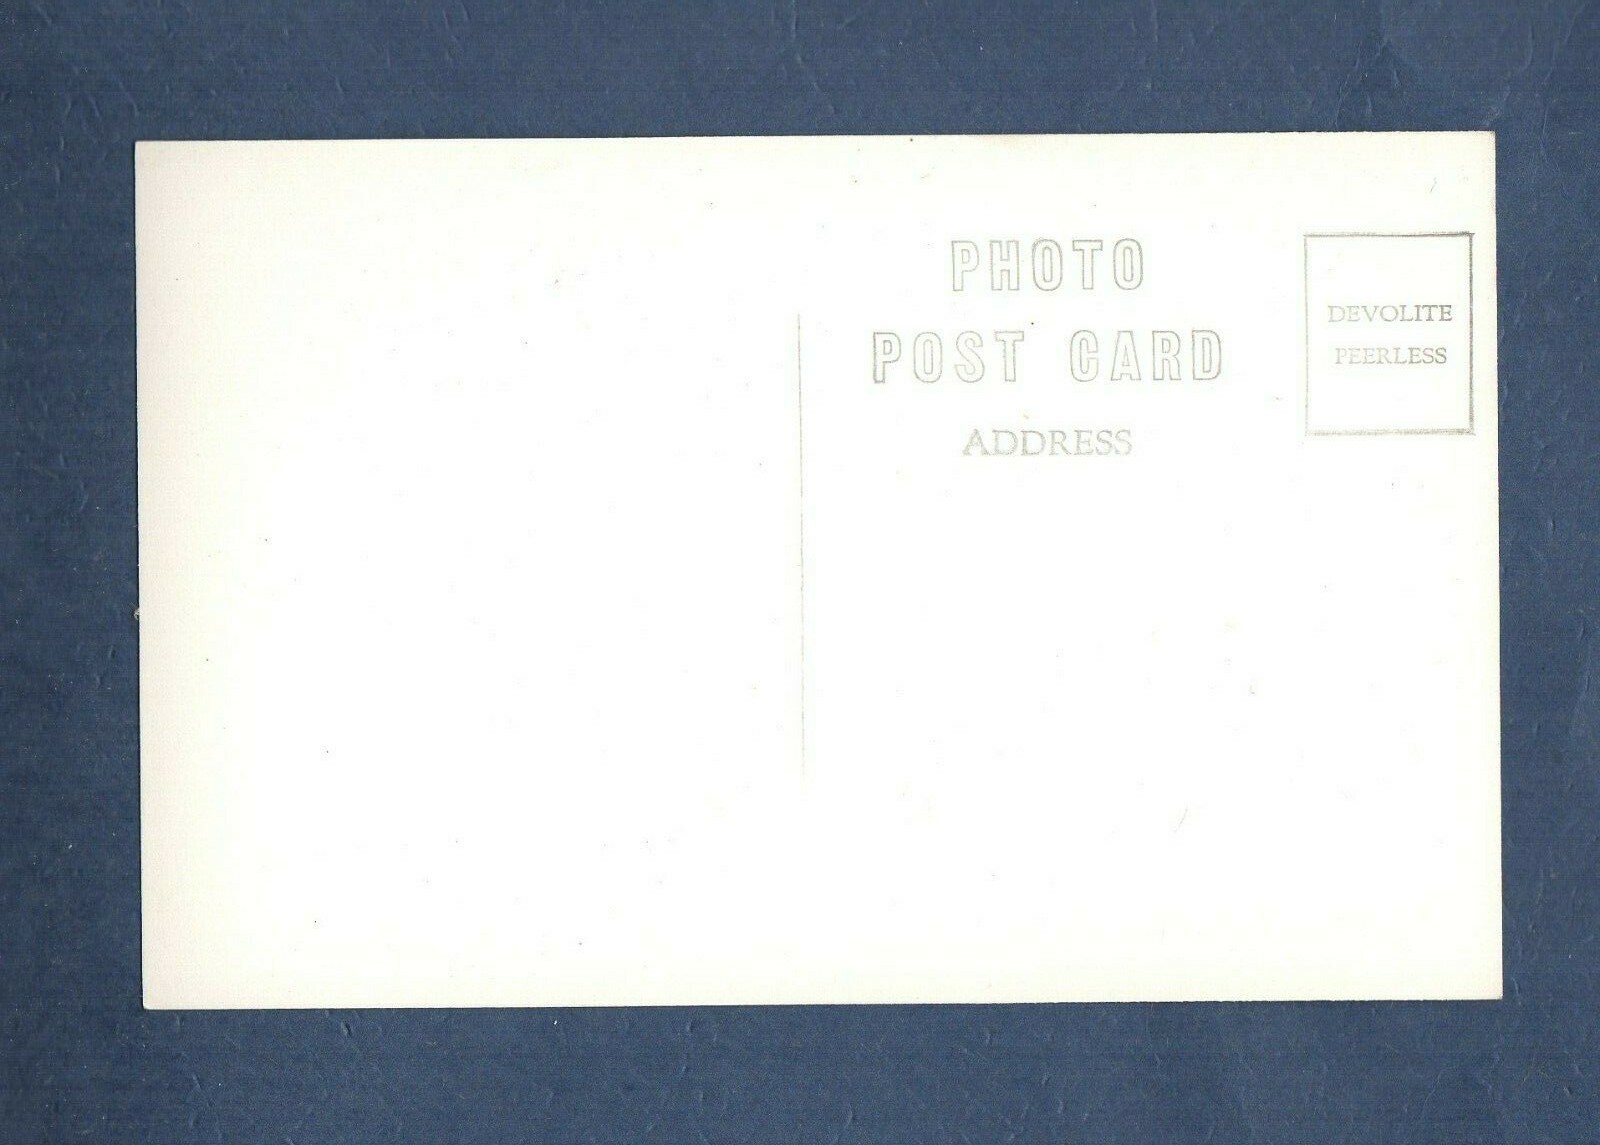 PHOTO
POST CARD
ADDRESS
DEVOLITE
PEERLESS